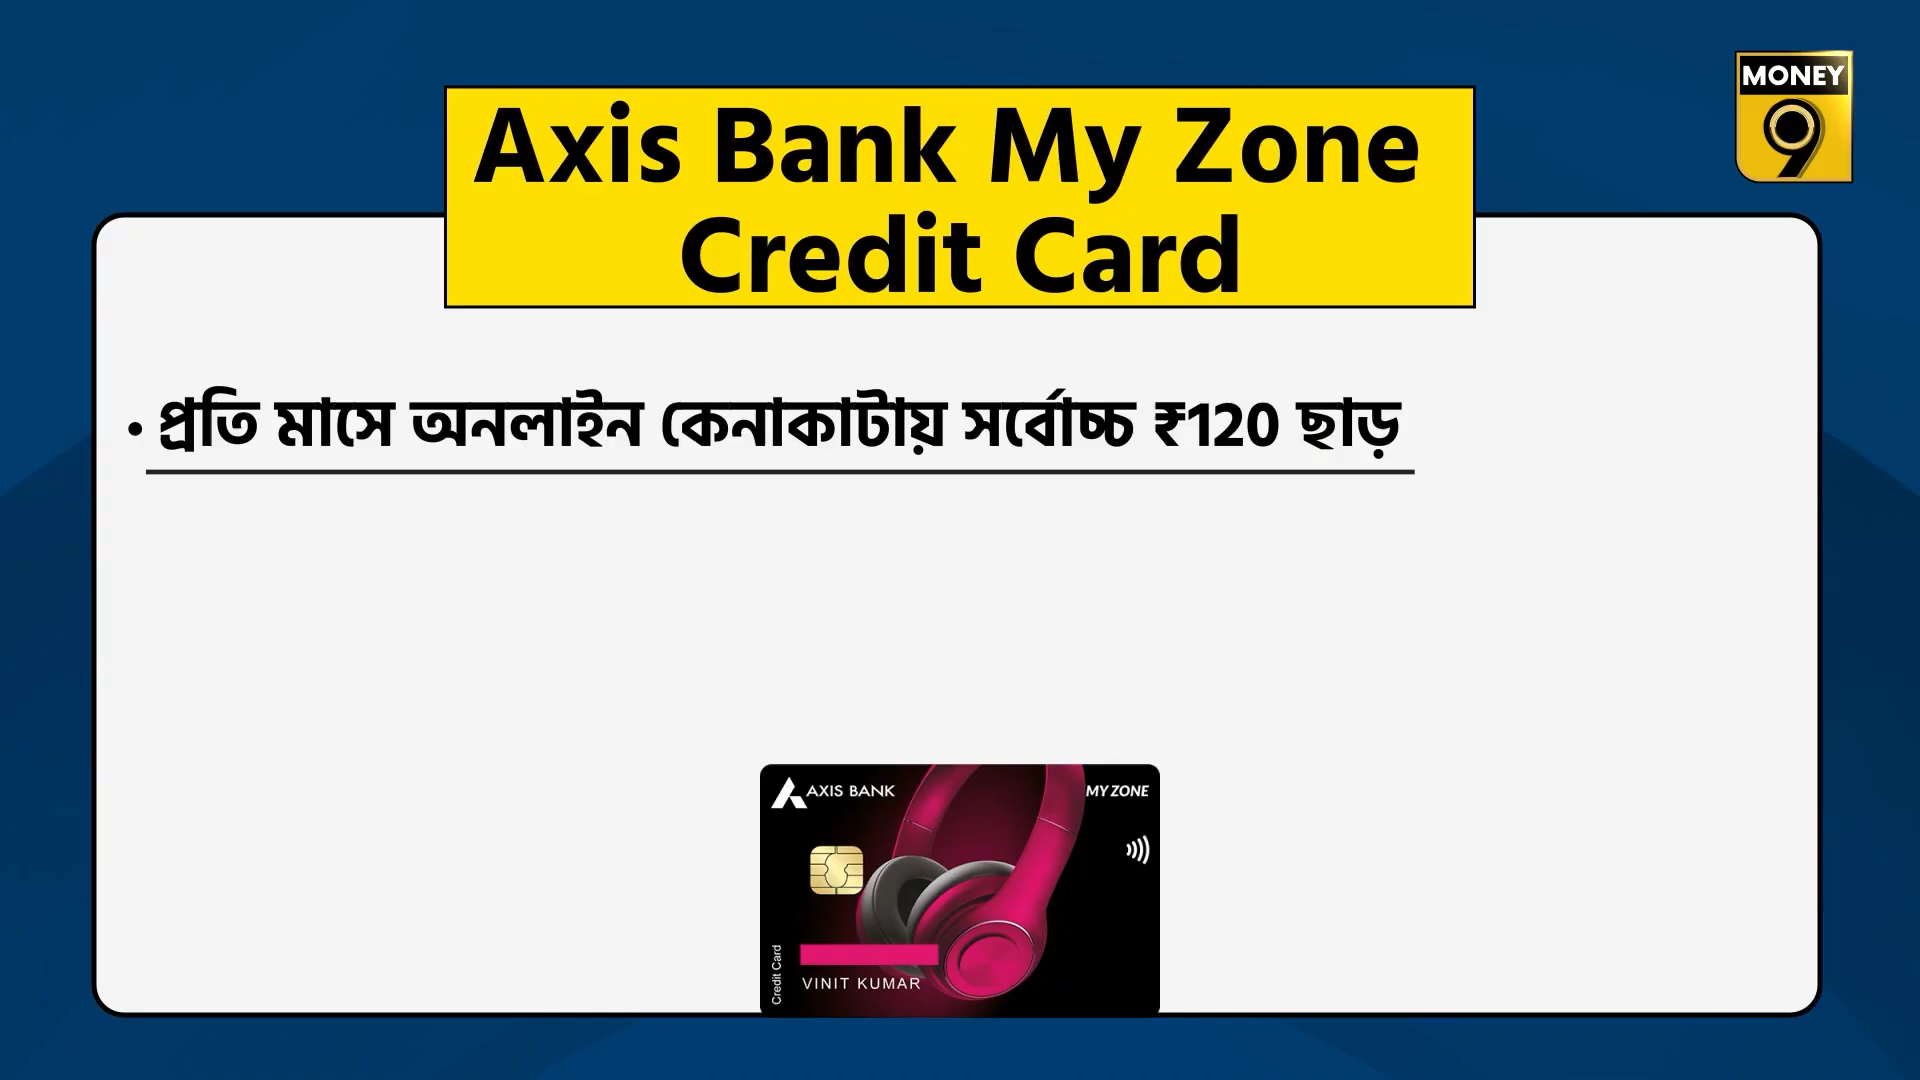 MONEY
9
Axis Bank My Zone
Credit Card
• প্রতি মাসে অনলাইন কেনাকাটায় সর্বোচ্চ ₹120 ছাড়
AXIS BANK
MY ZONE
Credit Card
VINIT KUMAR